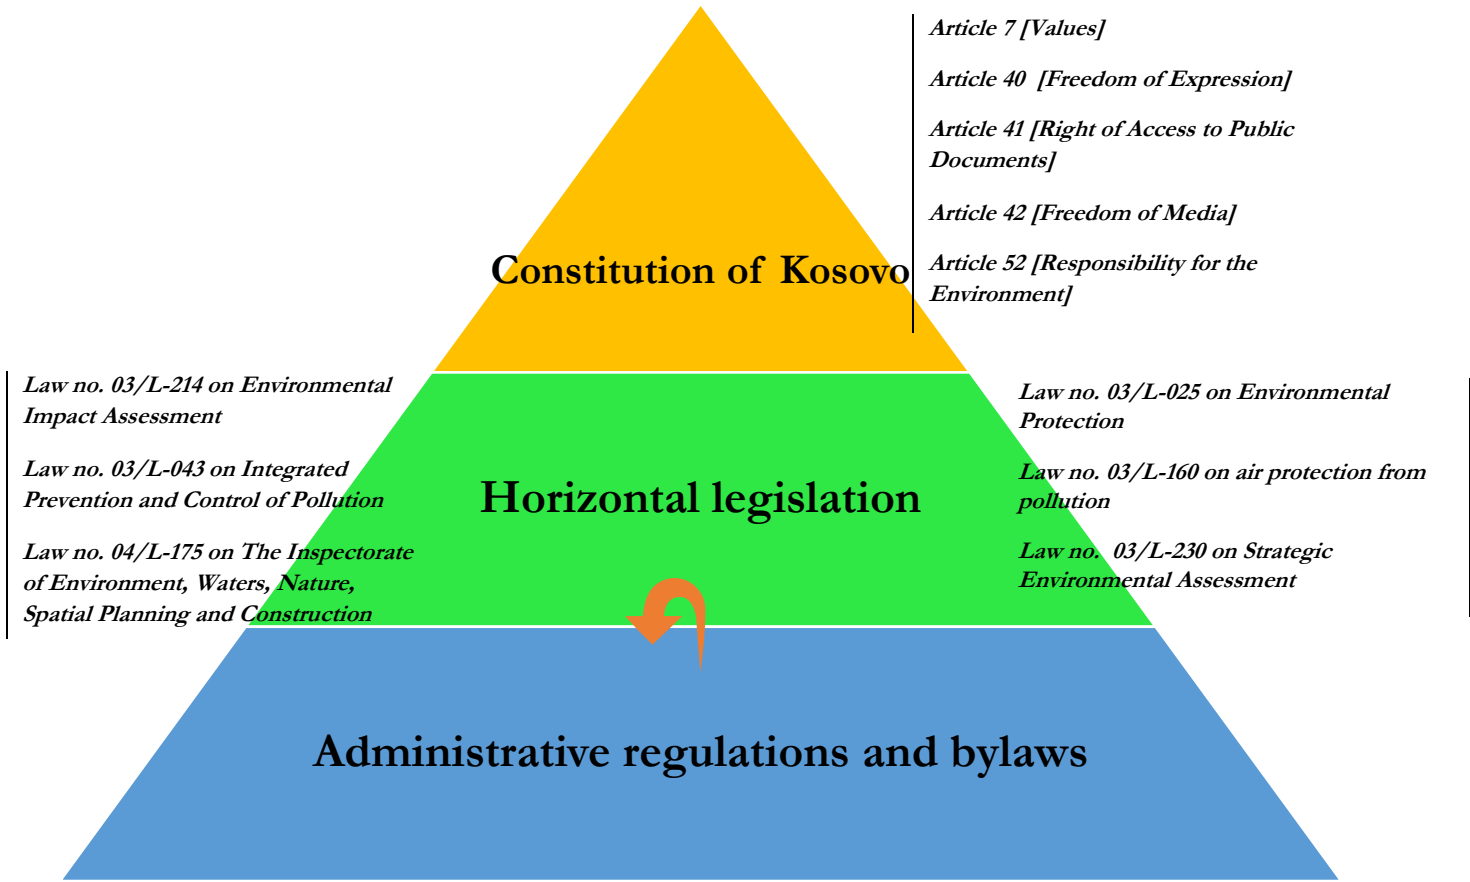 Article 7 [Values]
Article 40 [Freedom of Expression]
Article 41 [Right of Access to Public
Documents]
Article 42 [Freedom of Media]
Article 52 [Responsibility for the
Environment]
Constitution of Kosovo
Law no. 03/L-214 on Environmental
Impact Assessment
Law no. 03/L-043 on Integrated
Prevention and Control of Pollution
Law no. 04/L-175 on The Inspectorate
of Environment, Waters, Nature,
Spatial Planning and Construction
Horizontal legislation
Law no. 03/L-025 on Environmental
Protection
Law no. 03/L-160 on air protection from
pollution
Law no. 03/L-230 on Strategic
Environmental Assessment
Administrative regulations and bylaws